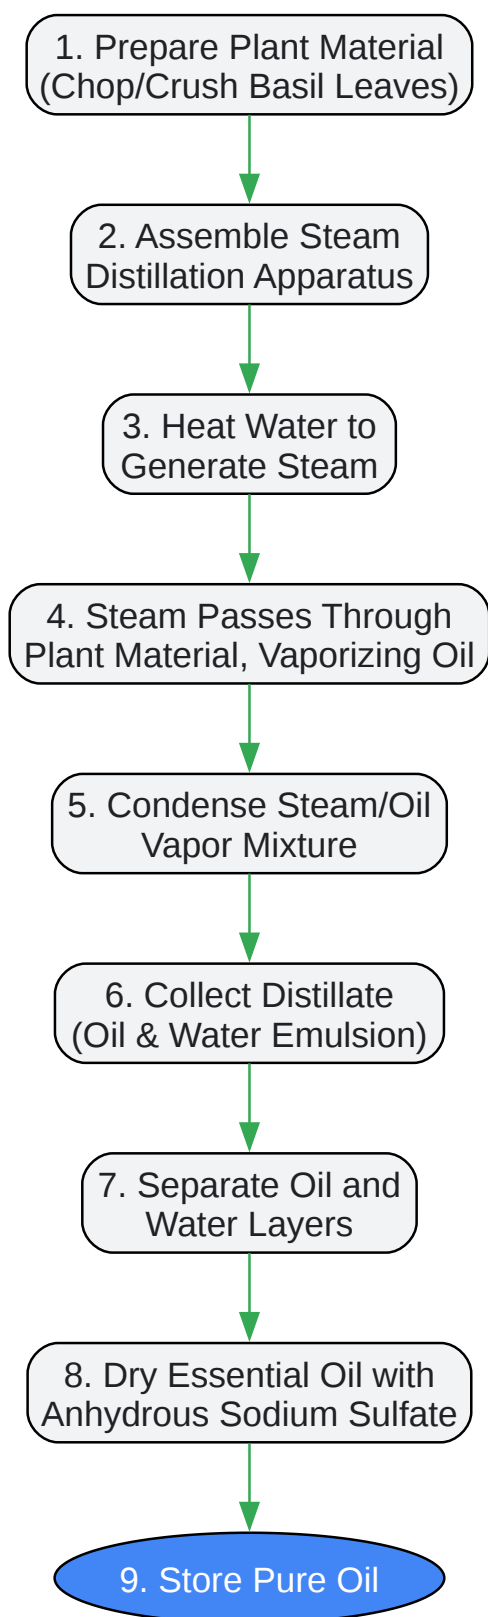 1. Prepare Plant Material
(Chop/Crush Basil Leaves)
2. Assemble Steam
Distillation Apparatus
3. Heat Water to
Generate Steam
4. Steam Passes Through
Plant Material, Vaporizing Oil
5. Condense Steam/Oil
Vapor Mixture
6. Collect Distillate
(Oil & Water Emulsion)
7. Separate Oil and
Water Layers
8. Dry Essential Oil with
Anhydrous Sodium Sulfate
9. Store Pure Oil